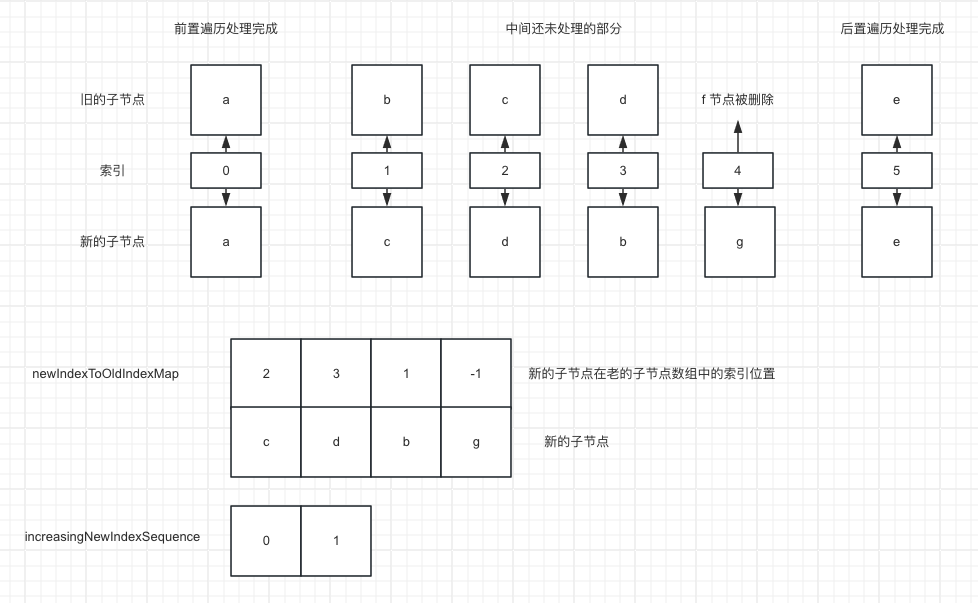 前置遍历处理完成 中间还未处理的部分 后置遍历处理完成
旧的子节点 a b c d f 节点被删除 e
索引 0 1 2 3 4 5
新的子节点 a c d b g e
newIndexToOldIndexMap 2 3 1 -1 新的子节点在老的子节点数组中的索引位置
c d b g 新的子节点
increasingNewIndexSequence 0 1